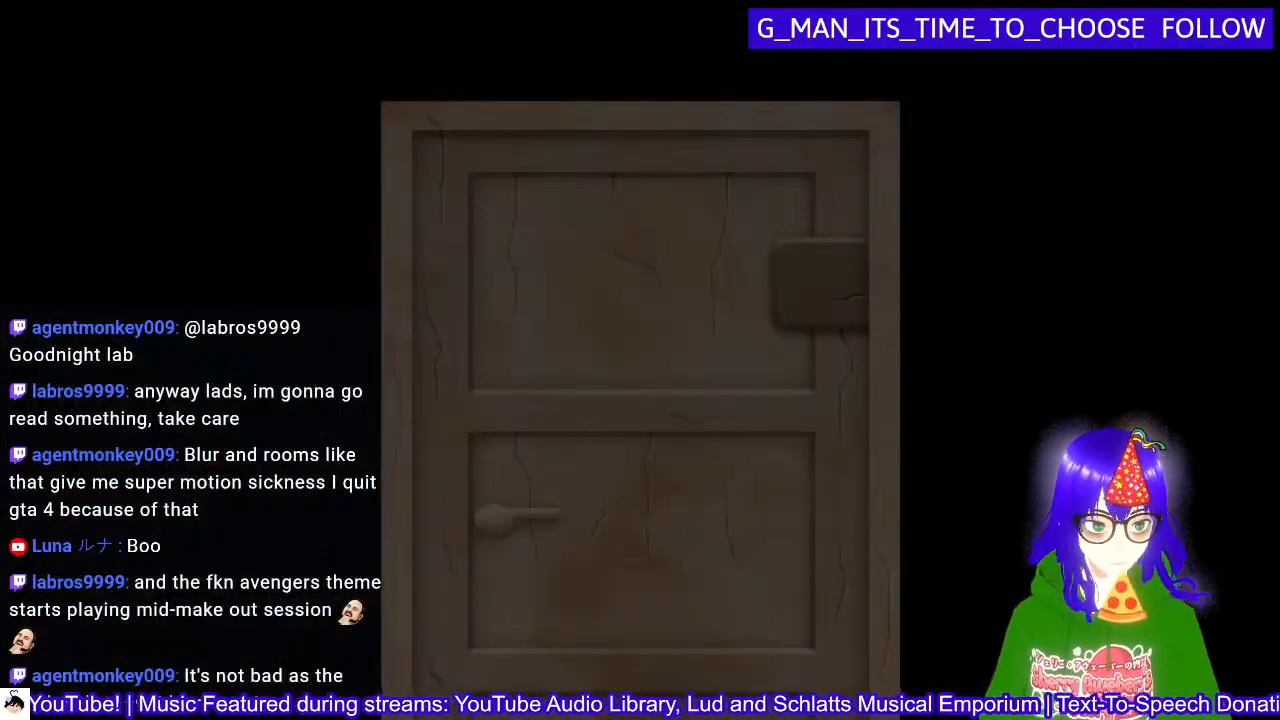 G_MAN_ITS_TIME_TO_CHOOSE FOLLOW
agentmonkey009: @labros9999
Goodnight lab
labros9999: anyway lads, im gonna go
read something, take care
agentmonkey009: Blur and rooms like
that give me super motion sickness I quit
gta 4 because of that
Luna ルナ : Boo
labros9999: and the fkn avengers theme
starts playing mid-make out session
agentmonkey009: It's not bad as the
YouTube! | Music Featured during streams: YouTube Audio Library, Lud and Schlatts Musical Emporium | Text-To-Speech Donati